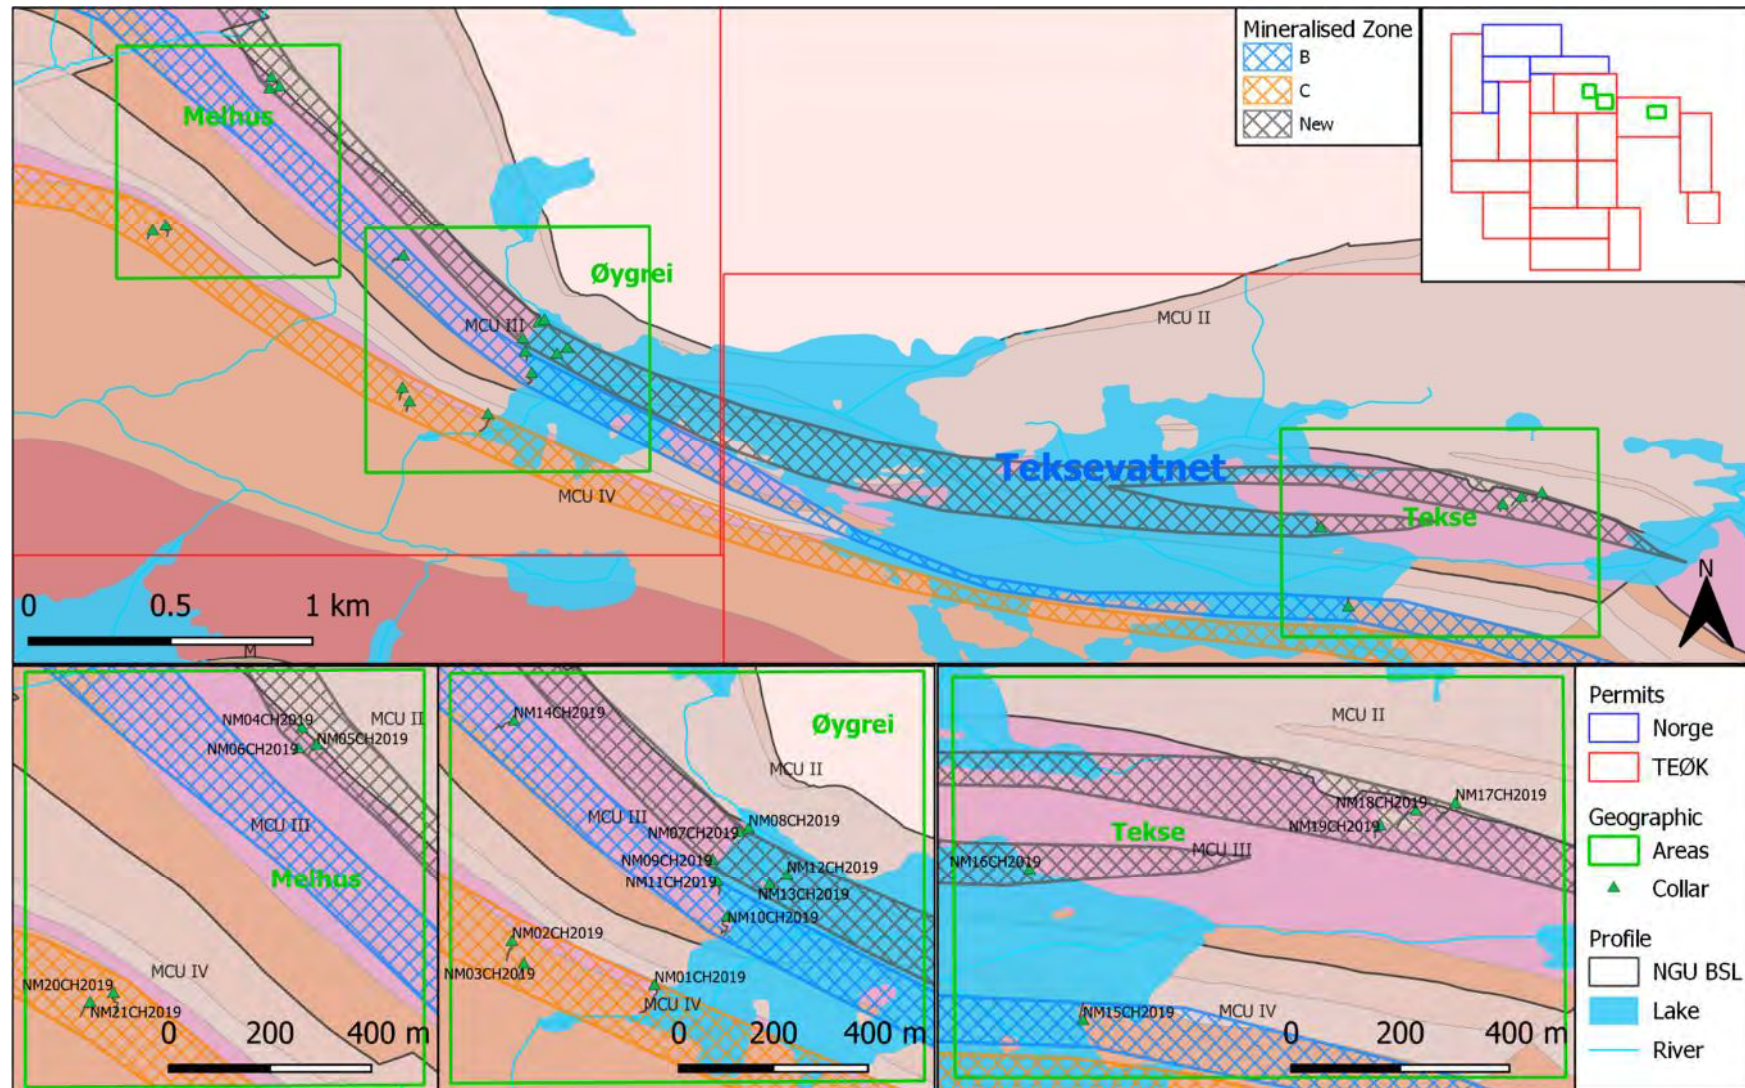 Mineralised Zone
B
C
New
Melhus
Øygrei
MCU III
MCU II
MCU IV
Teksevatnet
Tekse
0 0.5 1 km
N
M
NM04CH2019
MCU II
NM05CH2019
NM06CH2019
MCU III
Melhus
MCU IV
NM20CH2019
NM21CH2019
0 200 400 m
NM14CH2019
Øygrei
MCU II
MCU III
NM08CH2019
NM07CH2019
NM09CH2019
NM12CH2019
NM11CH2019
NM13CH2019
NM10CH2019
NM02CH2019
NM03CH2019
NM01CH2019
MCU IV
0 200 400 m
MCU II
NM17CH2019
NM18CH2019
NM19CH2019
Tekse
MCU III
NM16CH2019
NM15CH2019
MCU IV
0 200 400 m
Permits
Norge
TEØK
Geographic
Areas
Collar
Profile
NGU BSL
Lake
River